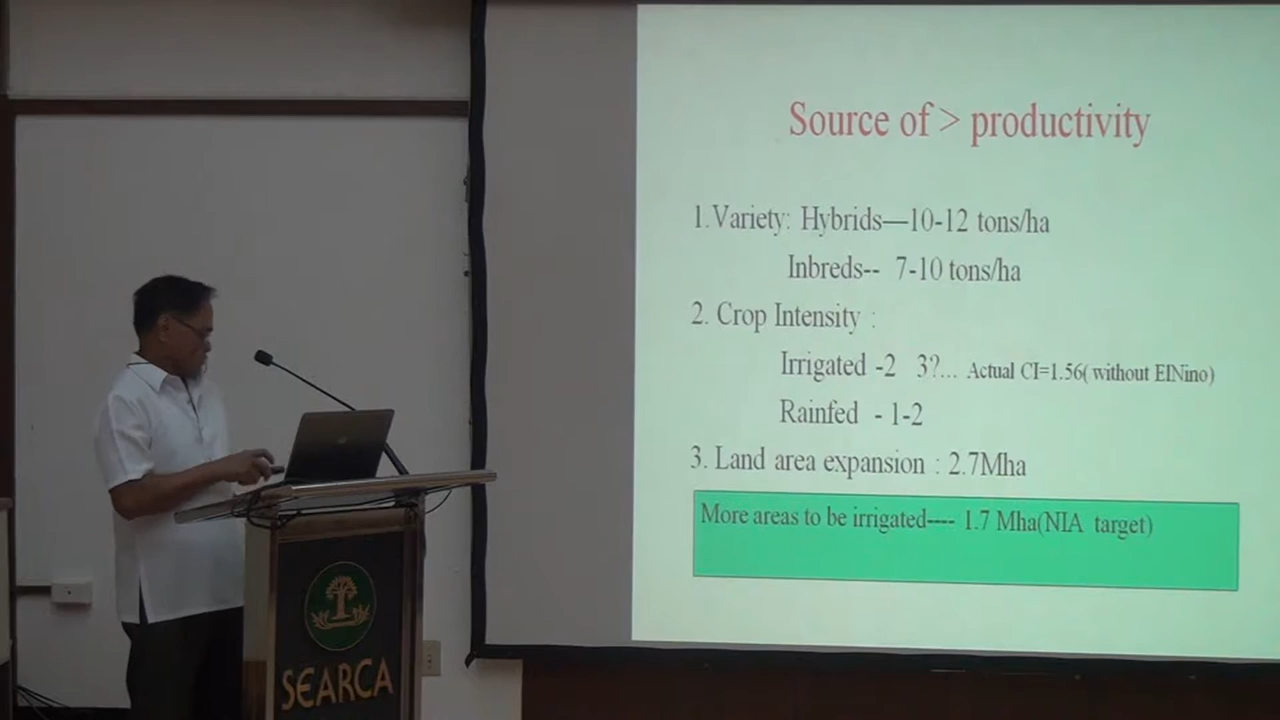 Source of > productivity
1.Variety: Hybrids—10-12 tons/ha
Inbreds-- 7-10 tons/ha
2. Crop Intensity :
Irrigated -2 3?... Actual CI=1.56( without ElNino)
Rainfed - 1-2
3. Land area expansion : 2.7Mha
More areas to be irrigated---- 1.7 Mha(NIA target)
SEARCA